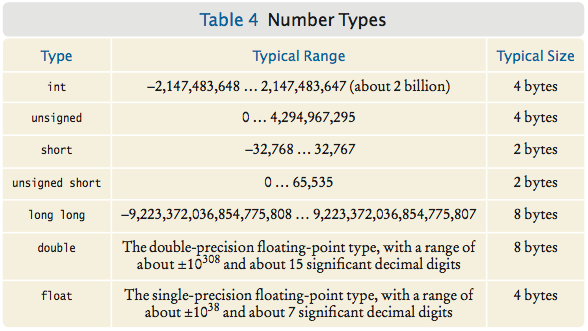 Table 4 Number Types
Type Typical Range Typical Size
int –2,147,483,648 … 2,147,483,647 (about 2 billion) 4 bytes
unsigned 0 … 4,294,967,295 4 bytes
short –32,768 … 32,767 2 bytes
unsigned short 0 … 65,535 2 bytes
long long –9,223,372,036,854,775,808 … 9,223,372,036,854,775,807 8 bytes
double The double-precision floating-point type, with a range of 8 bytes
about ±10³⁰⁸ and about 15 significant decimal digits
float The single-precision floating-point type, with a range of 4 bytes
about ±10³⁸ and about 7 significant decimal digits